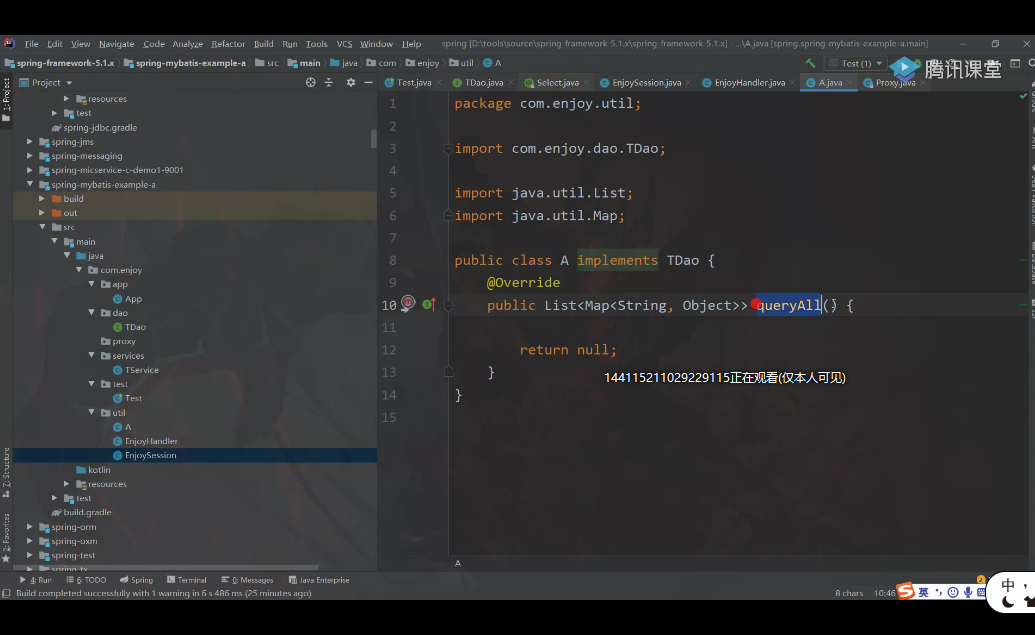 File Edit View Navigate Code Analyze Refactor Build Run Tools VCS Window Help spring [D:\tools\source\spring-framework-5.1.x\spring-framework-5.1.x] - ...\A.java [spring.spring-mybatis-example-a.main]
spring-framework-5.1.x spring-mybatis-example-a src main java com enjoy util A Test (1)
腾讯课堂
Project
Test.java TDao.java Select.java EnjoySession.java EnjoyHandler.java A.java Proxy.java
1: Project
resources
test
spring-jdbc.gradle
spring-jms
spring-messaging
spring-micservice-c-demo1-9001
spring-mybatis-example-a
build
out
src
main
java
com.enjoy
app
App
dao
TDao
proxy
services
TService
test
Test
util
A
EnjoyHandler
EnjoySession
kotlin
resources
test
build.gradle
spring-orm
spring-oxm
spring-test
spring-tx
Z: Structure
2: Favorites
1 package com.enjoy.util;
2
3 import com.enjoy.dao.TDao;
4
5 import java.util.List;
6 import java.util.Map;
7
8 public class A implements TDao {
9 @Override
10 public List<Map<String, Object>> queryAll() {
11
12 return null;
13 }
14 }
15
144115211029229115正在观看(仅本人可见)
A
4: Run 6: TODO Spring Terminal 0: Messages Java Enterprise
Build completed successfully with 1 warning in 6 s 486 ms (25 minutes ago) 8 chars 10:46
英
中